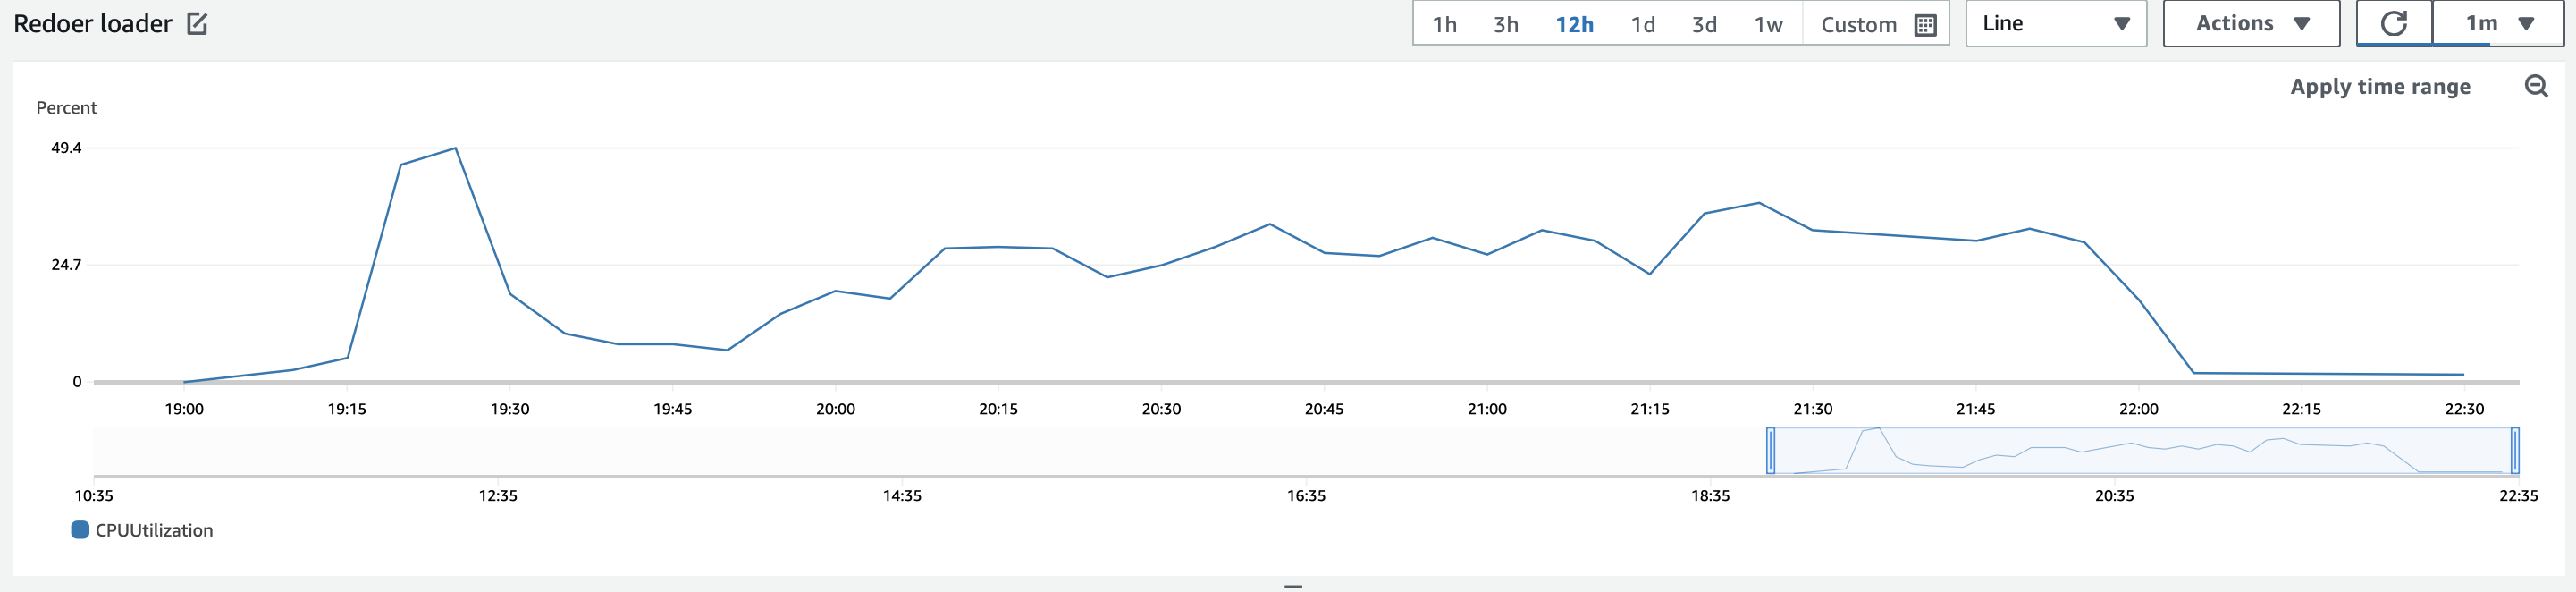 Redoer loader
1h 3h 12h 1d 3d 1w Custom Line Actions 1m
Apply time range
Percent
49.4
24.7
0
19:00 19:15 19:30 19:45 20:00 20:15 20:30 20:45 21:00 21:15 21:30 21:45 22:00 22:15 22:30
10:35 12:35 14:35 16:35 18:35 20:35 22:35
CPUUtilization